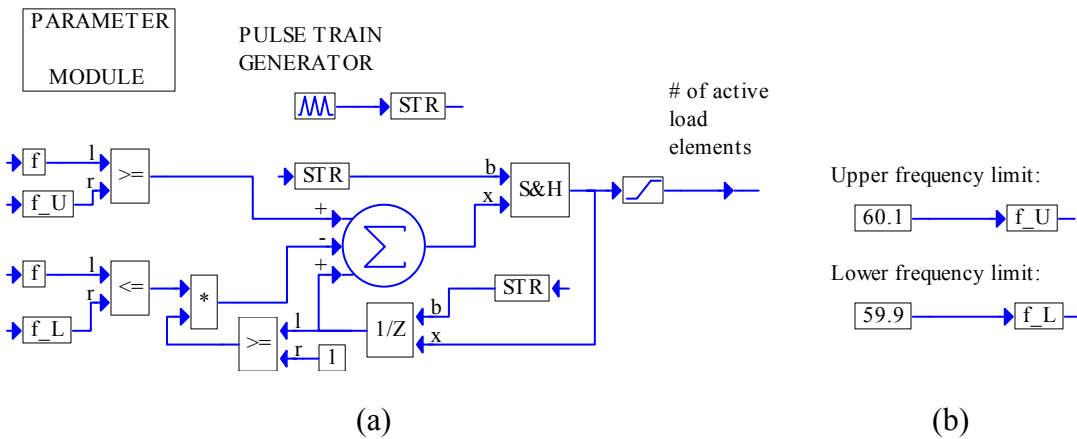 PARAMETER
MODULE
PULSE TRAIN
GENERATOR
STR
# of active
load
elements
f
l
>=
f_U
r
STR
b
S&H
x
+
-
+
Σ
f
l
<=
f_L
r
*
STR
b
1/Z
x
l
>=
r
1
Upper frequency limit:
60.1
f_U
Lower frequency limit:
59.9
f_L
(a)
(b)